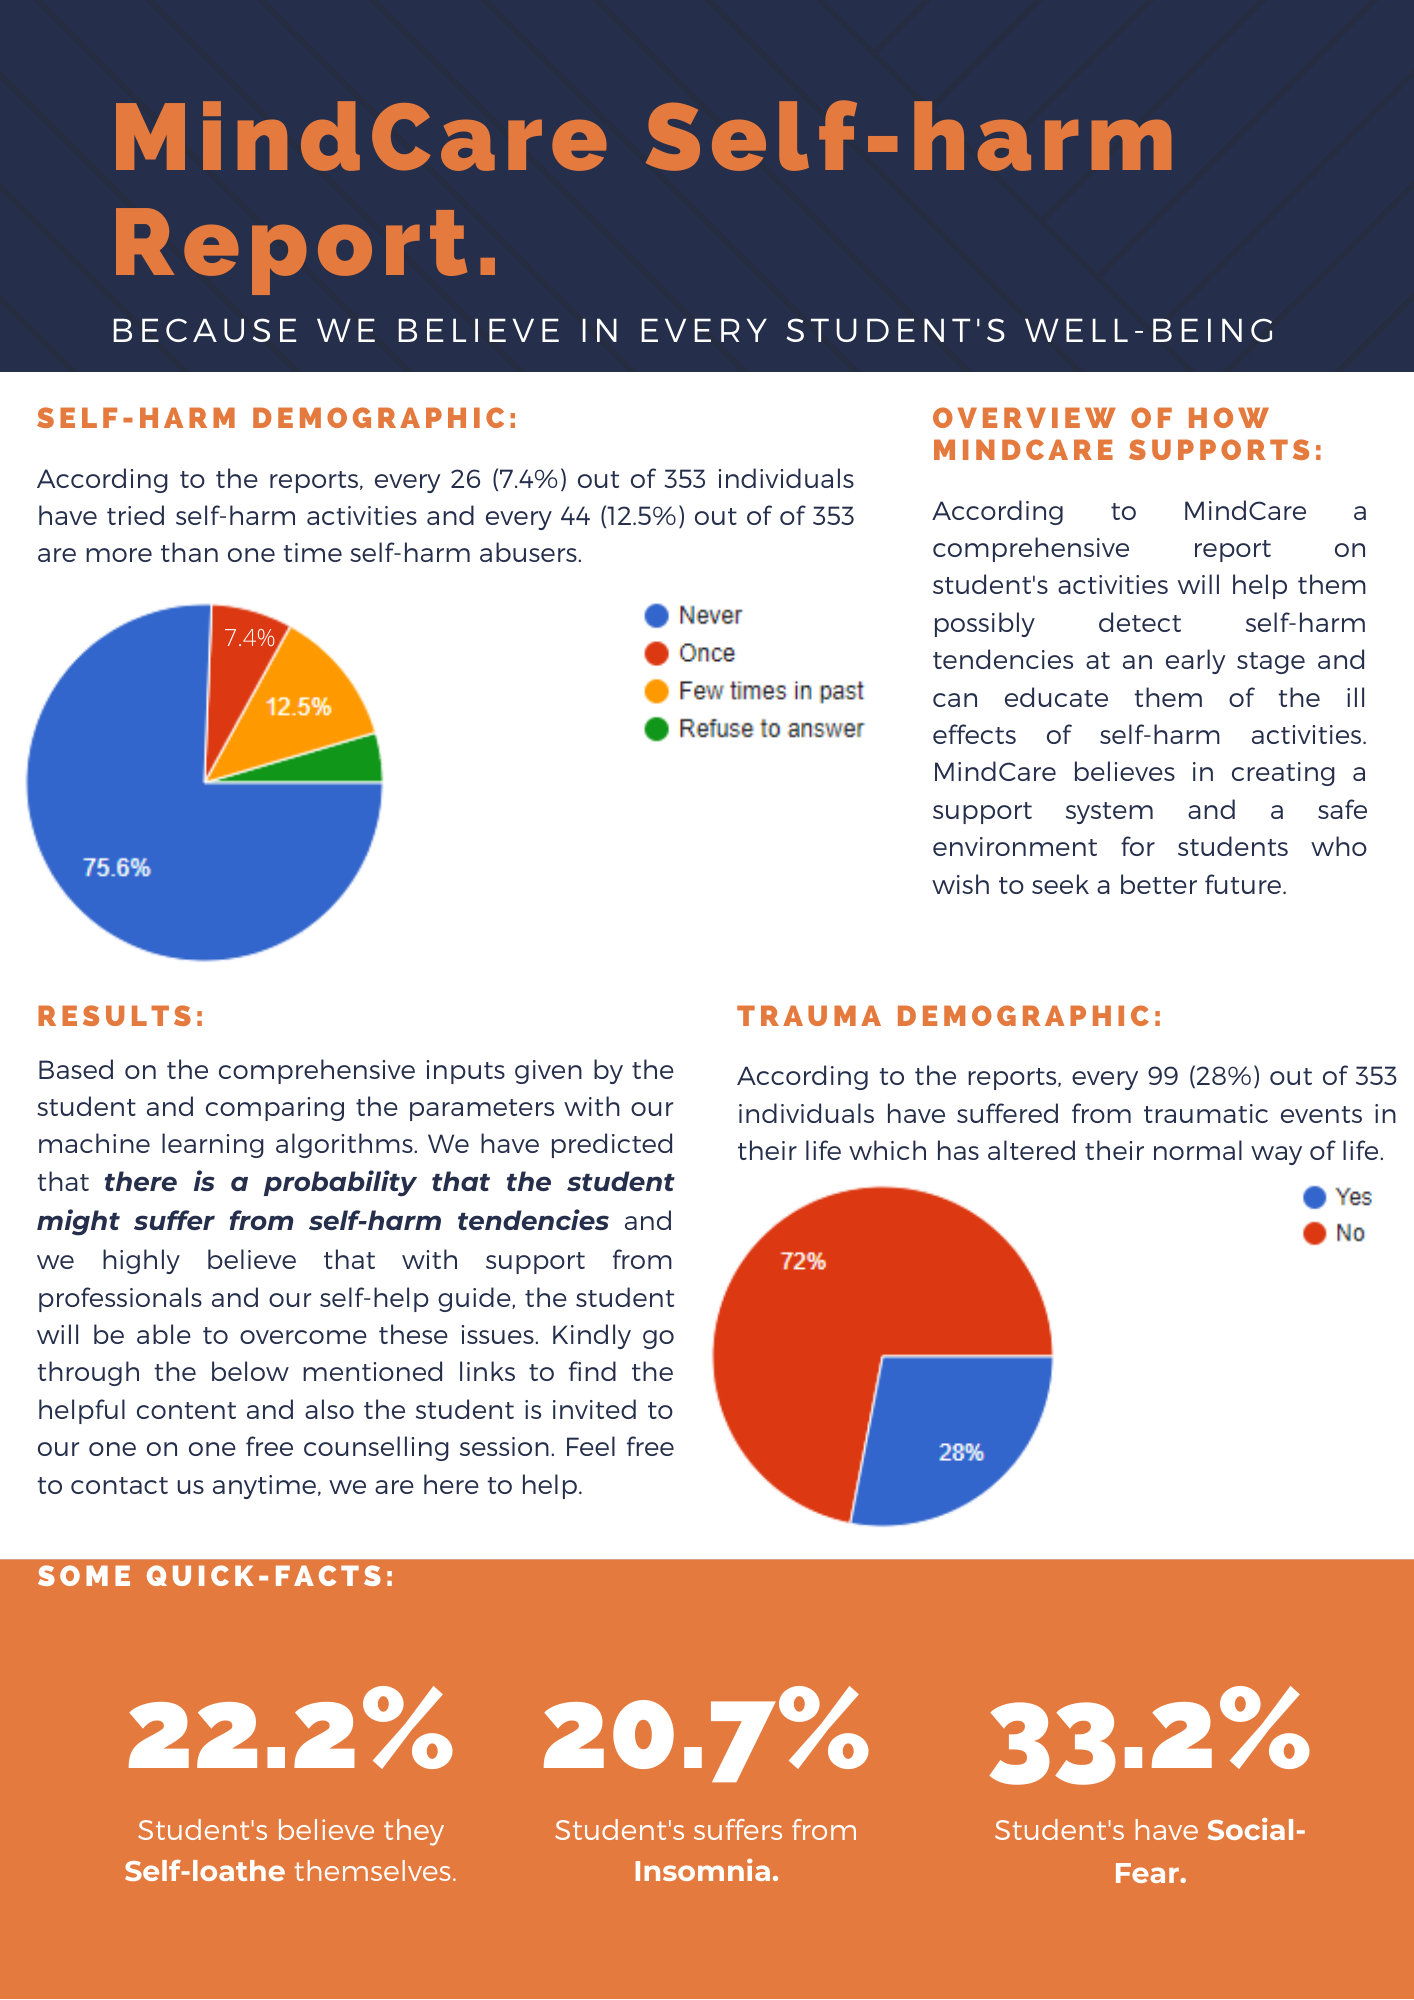 MindCare Self-harm
Report.
BECAUSE WE BELIEVE IN EVERY STUDENT'S WELL-BEING
SELF-HARM DEMOGRAPHIC:
According to the reports, every 26 (7.4%) out of 353 individuals
have tried self-harm activities and every 44 (12.5%) out of of 353
are more than one time self-harm abusers.
7.4%
12.5%
75.6%
Never
Once
Few times in past
Refuse to answer
OVERVIEW OF HOW
MINDCARE SUPPORTS:
According to MindCare a
comprehensive report on
student's activities will help them
possibly detect self-harm
tendencies at an early stage and
can educate them of the ill
effects of self-harm activities.
MindCare believes in creating a
support system and a safe
environment for students who
wish to seek a better future.
RESULTS:
Based on the comprehensive inputs given by the
student and comparing the parameters with our
machine learning algorithms. We have predicted
that there is a probability that the student
might suffer from self-harm tendencies and
we highly believe that with support from
professionals and our self-help guide, the student
will be able to overcome these issues. Kindly go
through the below mentioned links to find the
helpful content and also the student is invited to
our one on one free counselling session. Feel free
to contact us anytime, we are here to help.
TRAUMA DEMOGRAPHIC:
According to the reports, every 99 (28%) out of 353
individuals have suffered from traumatic events in
their life which has altered their normal way of life.
72%
28%
Yes
No
SOME QUICK-FACTS:
22.2%
Student's believe they
Self-loathe themselves.
20.7%
Student's suffers from
Insomnia.
33.2%
Student's have Social-
Fear.